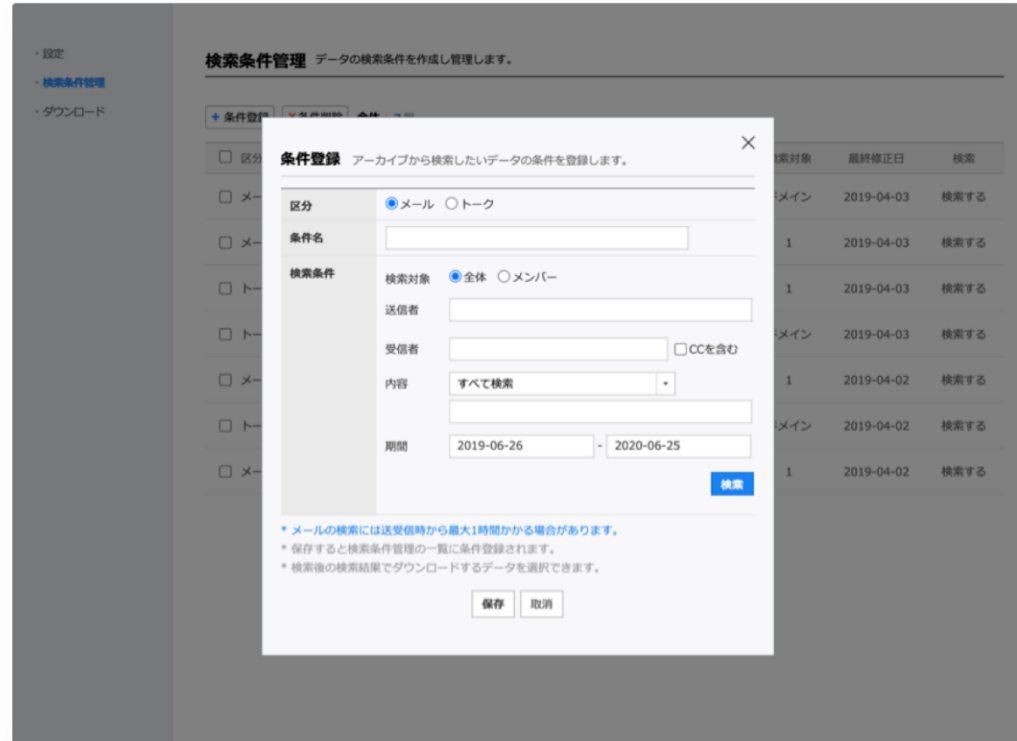 ・設定
・検索条件管理
・ダウンロード
検索条件管理 データの検索条件を作成し管理します。
+ 条件登録 ×条件削除 全体
区分 検索対象 最終修正日 検索
メー ドメイン 2019-04-03 検索する
メー 1 2019-04-03 検索する
トー 1 2019-04-03 検索する
トー ドメイン 2019-04-03 検索する
メー 1 2019-04-02 検索する
トー ドメイン 2019-04-02 検索する
メー 1 2019-04-02 検索する
条件登録 アーカイブから検索したいデータの条件を登録します。
区分 メール トーク
条件名
検索条件 検索対象 全体 メンバー
送信者
受信者 CCを含む
内容 すべて検索
期間 2019-06-26 - 2020-06-25
検索
* メールの検索には送受信時から最大1時間かかる場合があります。
* 保存すると検索条件管理の一覧に条件登録されます。
* 検索後の検索結果でダウンロードするデータを選択できます。
保存 取消